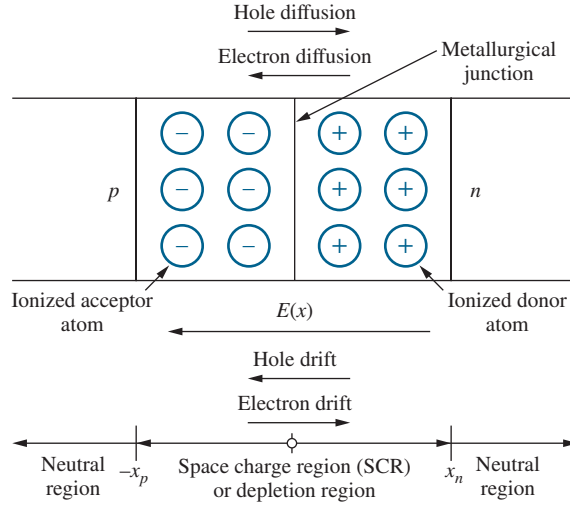 Hole diffusion
Electron diffusion
Metallurgical
junction
− − + +
p − − + + n
− − + +
Ionized acceptor
atom
E(x)
Ionized donor
atom
Hole drift
Electron drift
Neutral
region
−xₚ
Space charge region (SCR)
or depletion region
xₙ
Neutral
region